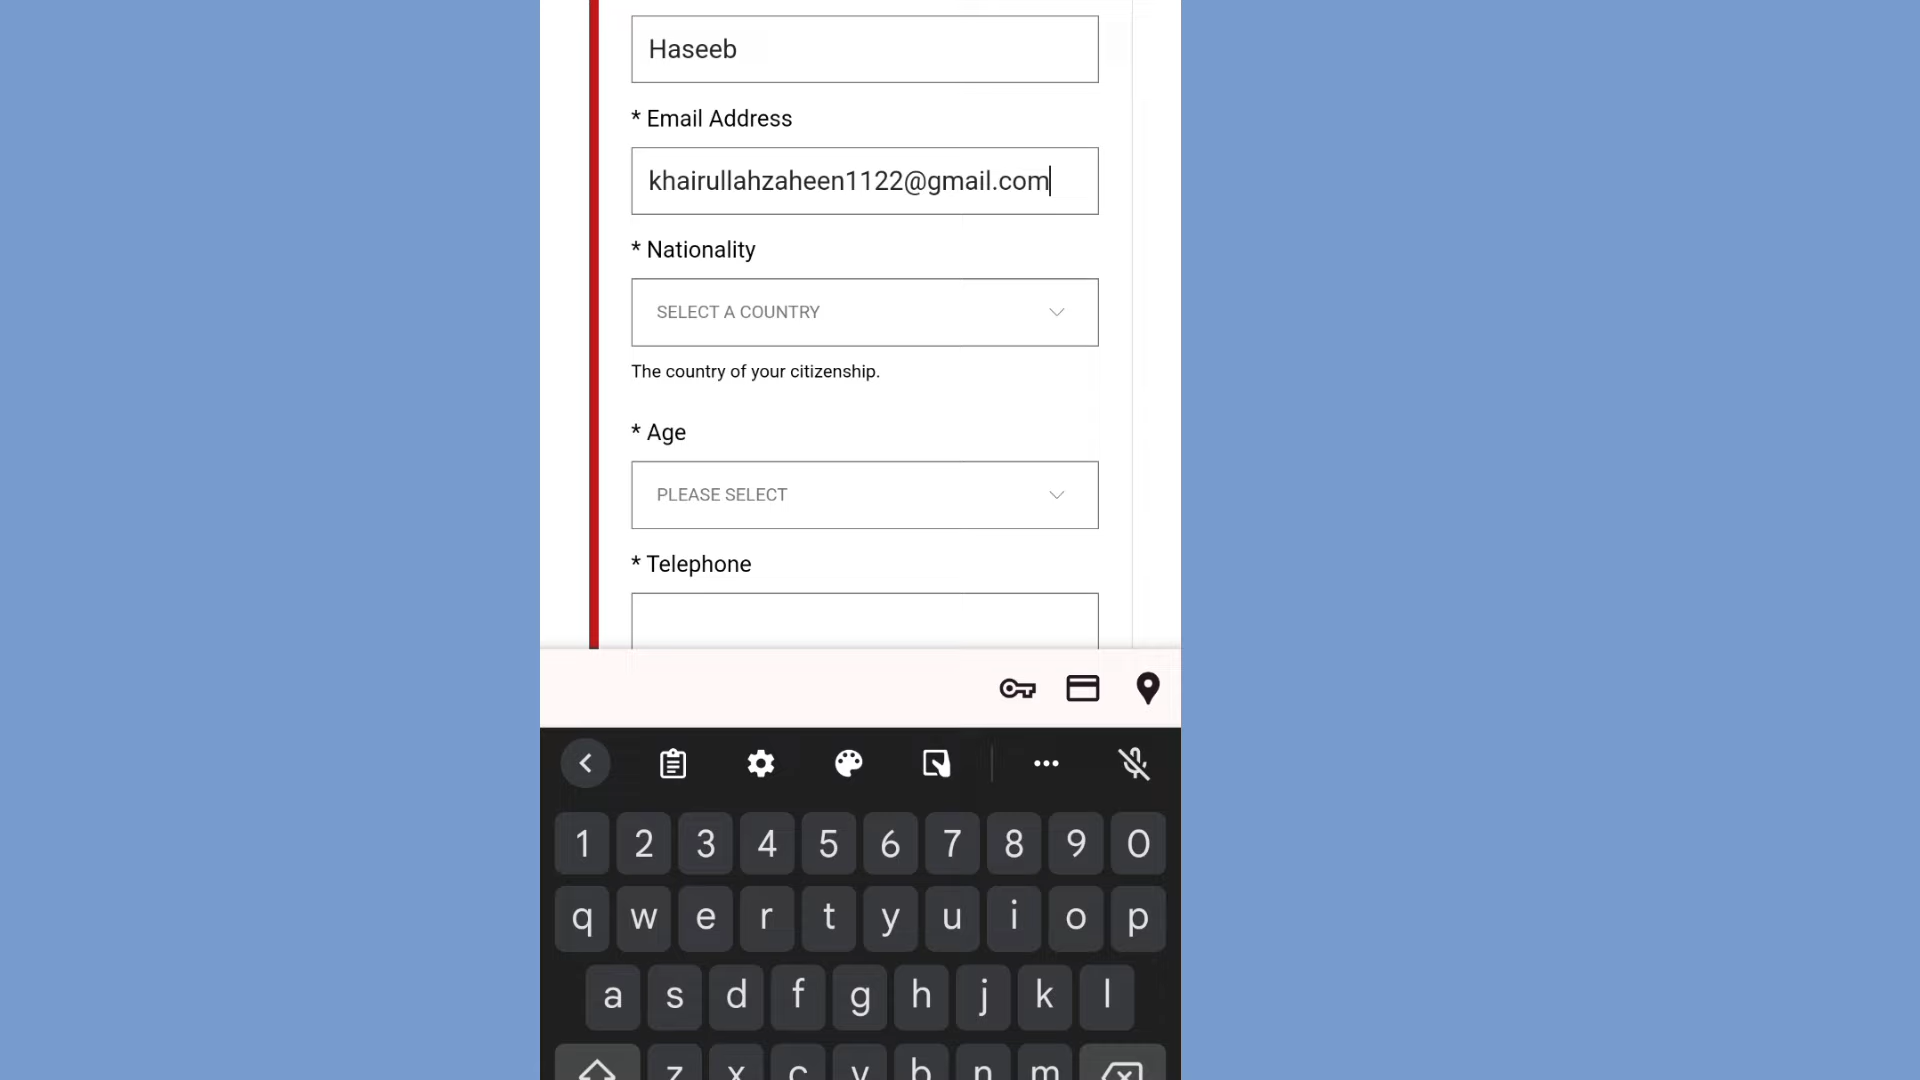 Haseeb
* Email Address
khairullahzaheen1122@gmail.com
* Nationality
SELECT A COUNTRY
The country of your citizenship.
* Age
PLEASE SELECT
* Telephone
1 2 3 4 5 6 7 8 9 0
q w e r t y u i o p
a s d f g h j k l
z x c v b n m